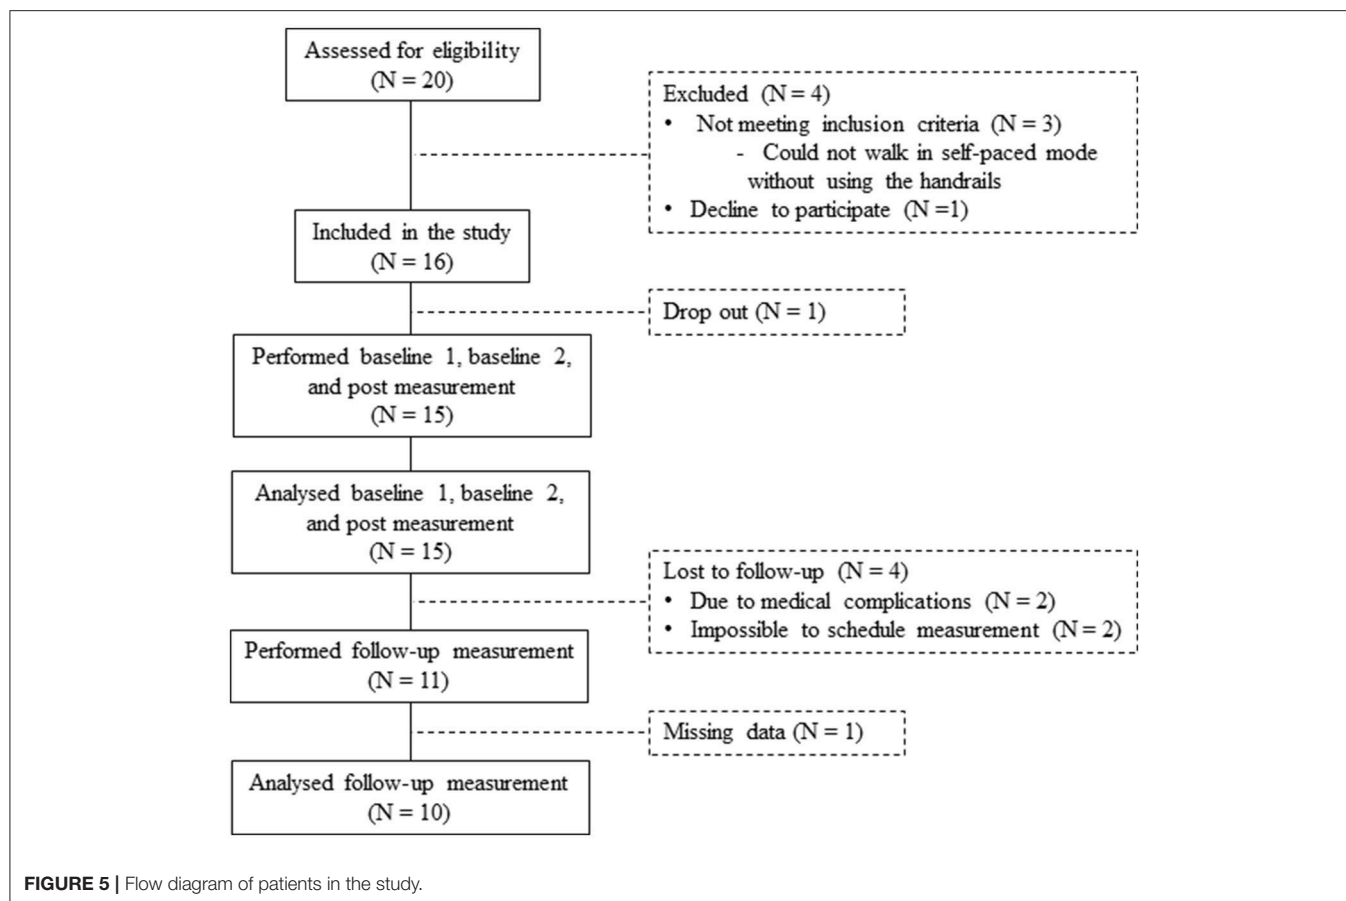 Assessed for eligibility
(N = 20)
Excluded (N = 4)
• Not meeting inclusion criteria (N = 3)
- Could not walk in self-paced mode
without using the handrails
• Decline to participate (N =1)
Included in the study
(N = 16)
Drop out (N = 1)
Performed baseline 1, baseline 2,
and post measurement
(N = 15)
Analysed baseline 1, baseline 2,
and post measurement
(N = 15)
Lost to follow-up (N = 4)
• Due to medical complications (N = 2)
• Impossible to schedule measurement (N = 2)
Performed follow-up measurement
(N = 11)
Missing data (N = 1)
Analysed follow-up measurement
(N = 10)
FIGURE 5 | Flow diagram of patients in the study.